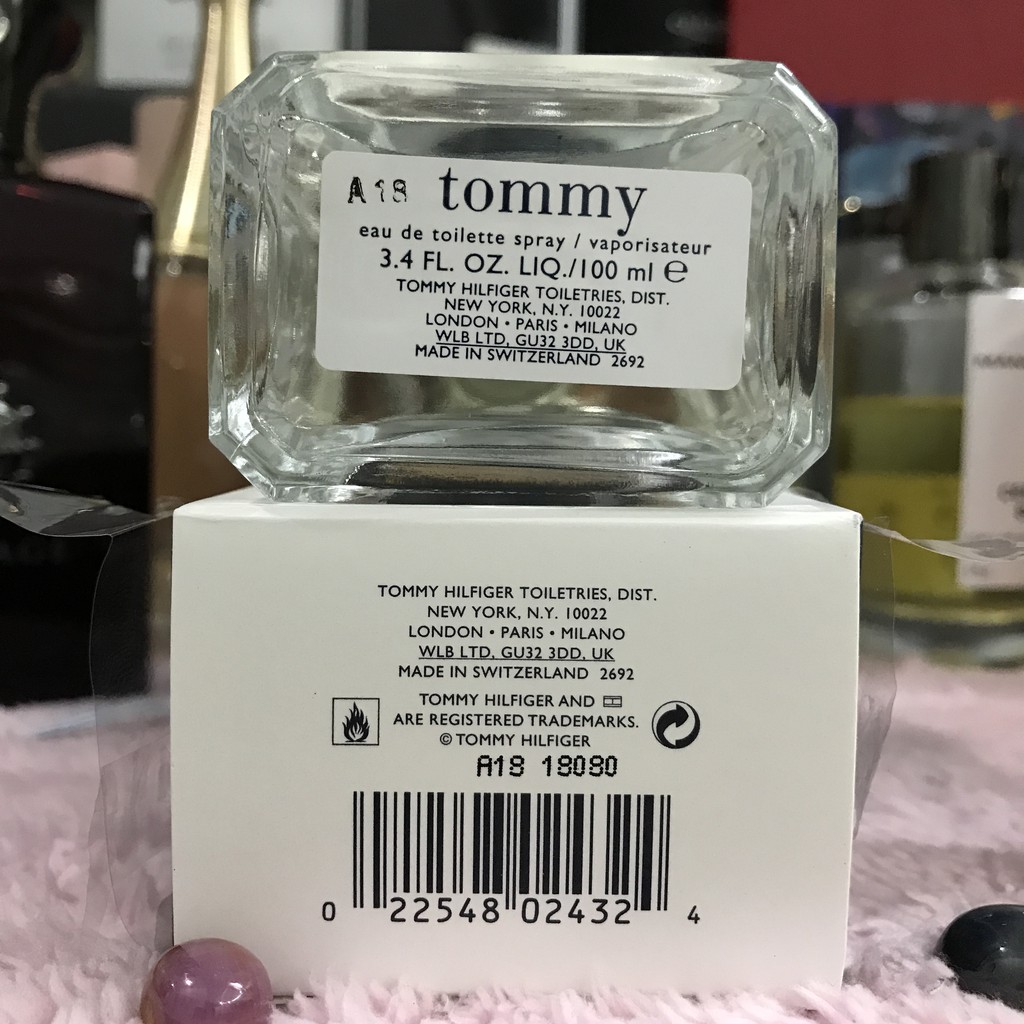 A18 tommy
eau de toilette spray / vaporisateur
3.4 FL. OZ. LIQ./100 ml ℮
TOMMY HILFIGER TOILETRIES, DIST.
NEW YORK, N.Y. 10022
LONDON • PARIS • MILANO
WLB LTD, GU32 3DD, UK
MADE IN SWITZERLAND 2692
TOMMY HILFIGER TOILETRIES, DIST.
NEW YORK, N.Y. 10022
LONDON • PARIS • MILANO
WLB LTD, GU32 3DD, UK
MADE IN SWITZERLAND 2692
TOMMY HILFIGER AND
ARE REGISTERED TRADEMARKS.
© TOMMY HILFIGER
A18 18080
0 22548 02432 4